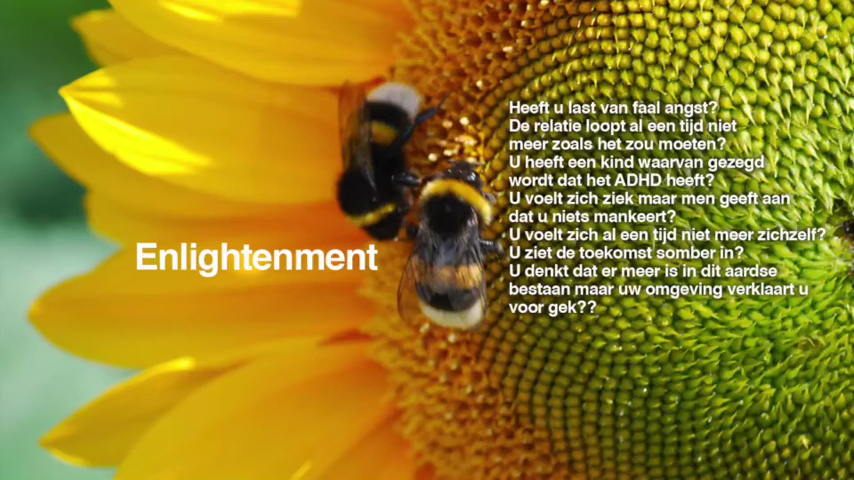 Enlightenment
Heeft u last van faal angst?
De relatie loopt al een tijd niet
meer zoals het zou moeten?
U heeft een kind waarvan gezegd
wordt dat het ADHD heeft?
U voelt zich ziek maar men geeft aan
dat u niets mankeert?
U voelt zich al een tijd niet meer zichzelf?
U ziet de toekomst somber in?
U denkt dat er meer is in dit aardse
bestaan maar uw omgeving verklaart u
voor gek??